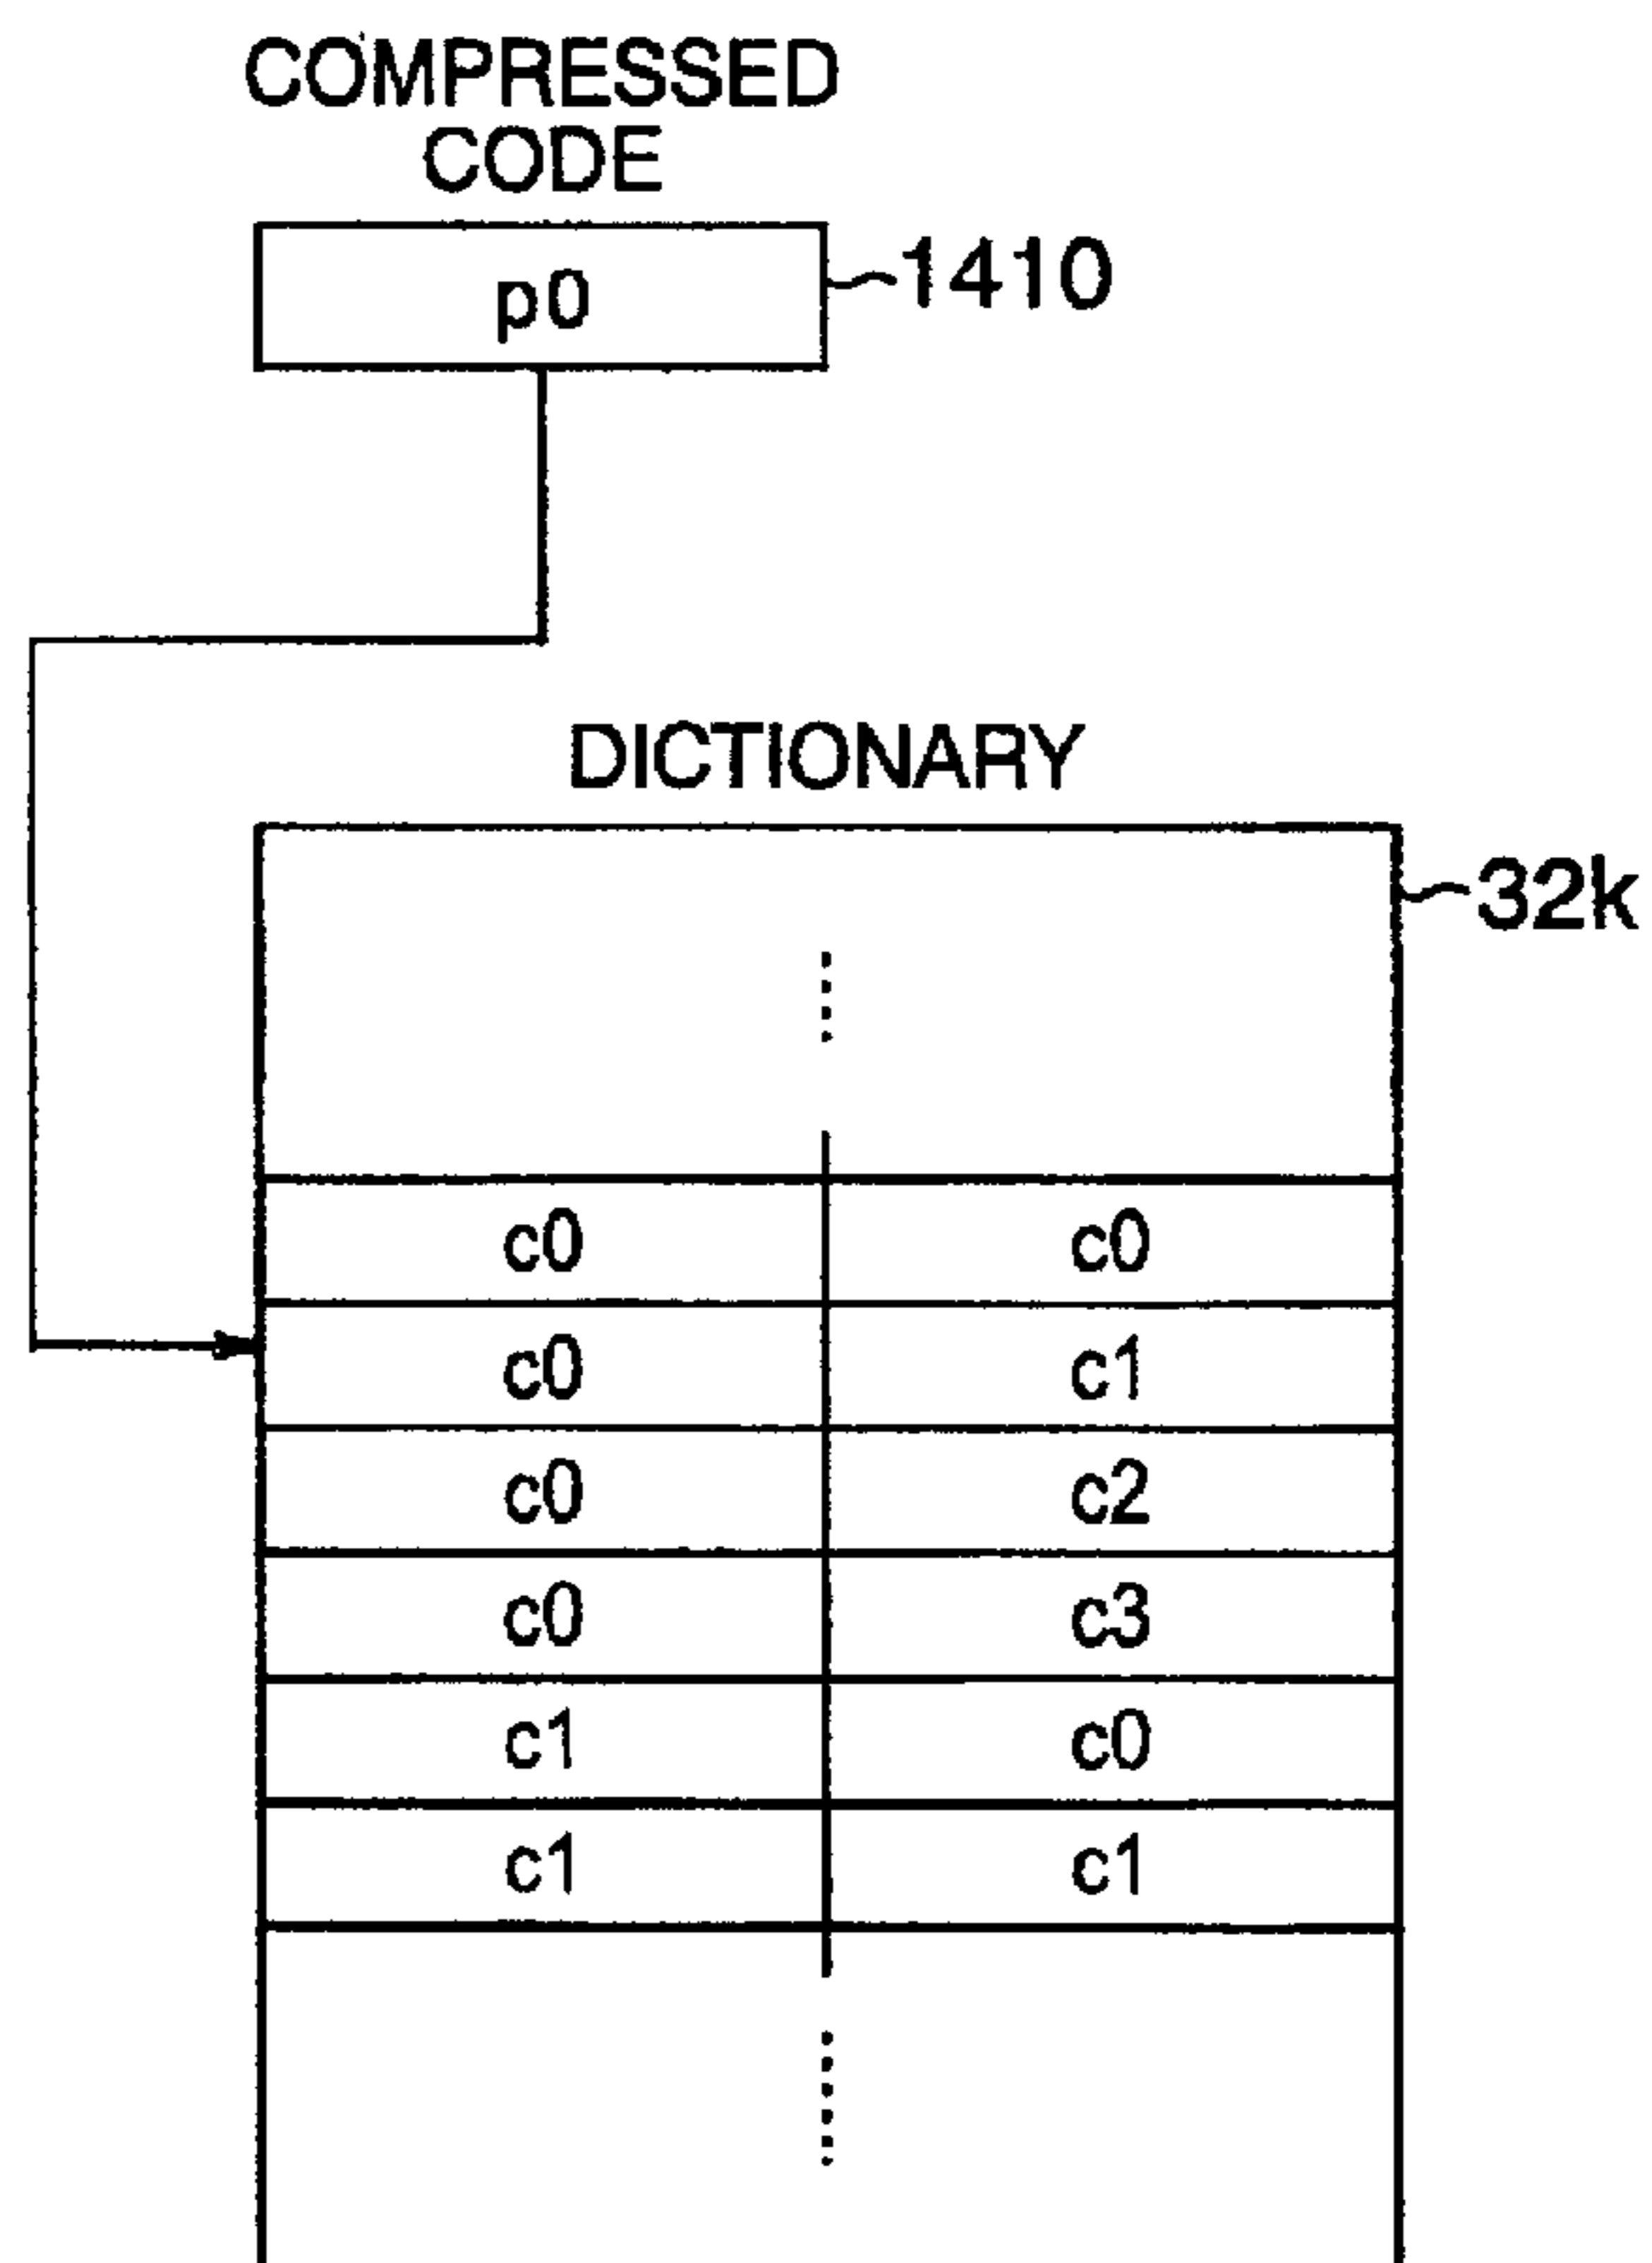 COMPRESSED
CODE
p0
1410
DICTIONARY
32k
c0 c0
c0 c1
c0 c2
c0 c3
c1 c0
c1 c1